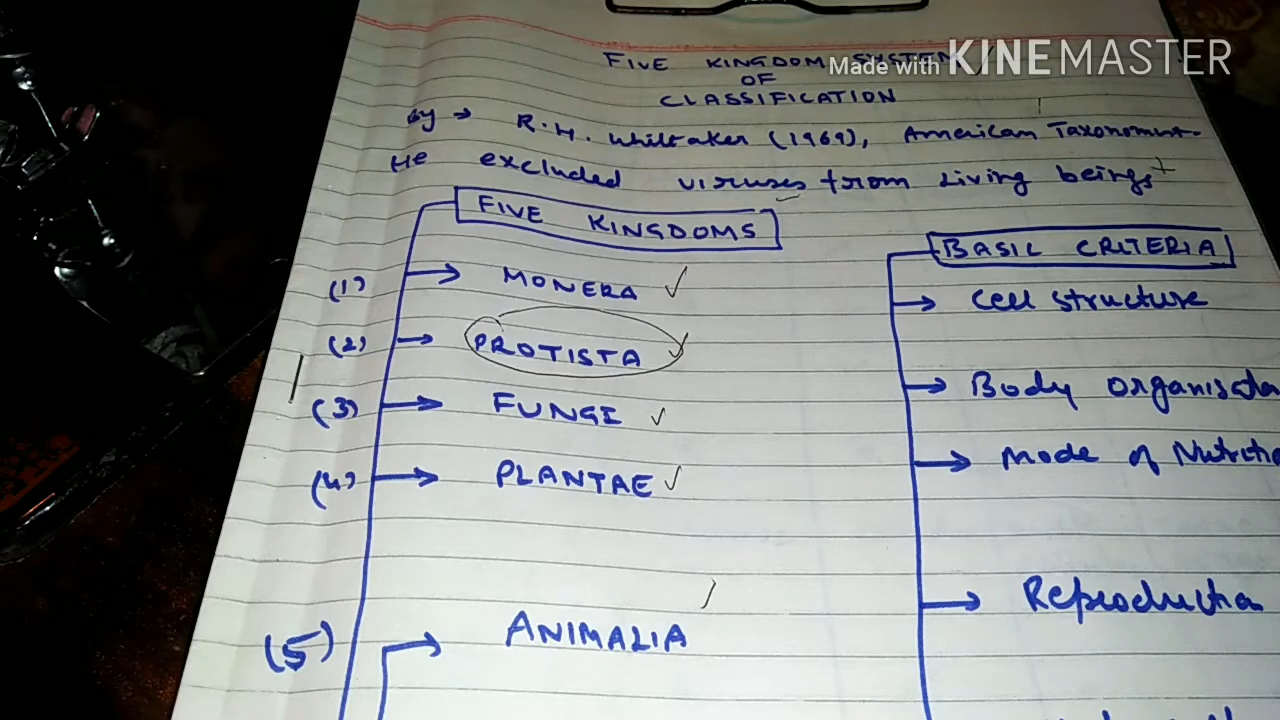 FIVE KINGDOM SYSTEM
Made with KINEMASTER
OF
CLASSIFICATION
By → R.H. Whittaker (1969), American Taxonomist.
He excluded viruses from Living beings
FIVE KINGDOMS
(1) → MONERA ✓
(2) → PROTISTA ✓
(3) → FUNGI ✓
(4) → PLANTAE ✓
(5) → ANIMALIA
BASIC CRITERIA
→ Cell structure
→ Body organisa
→ Mode of Nutriti
→ Reproduction